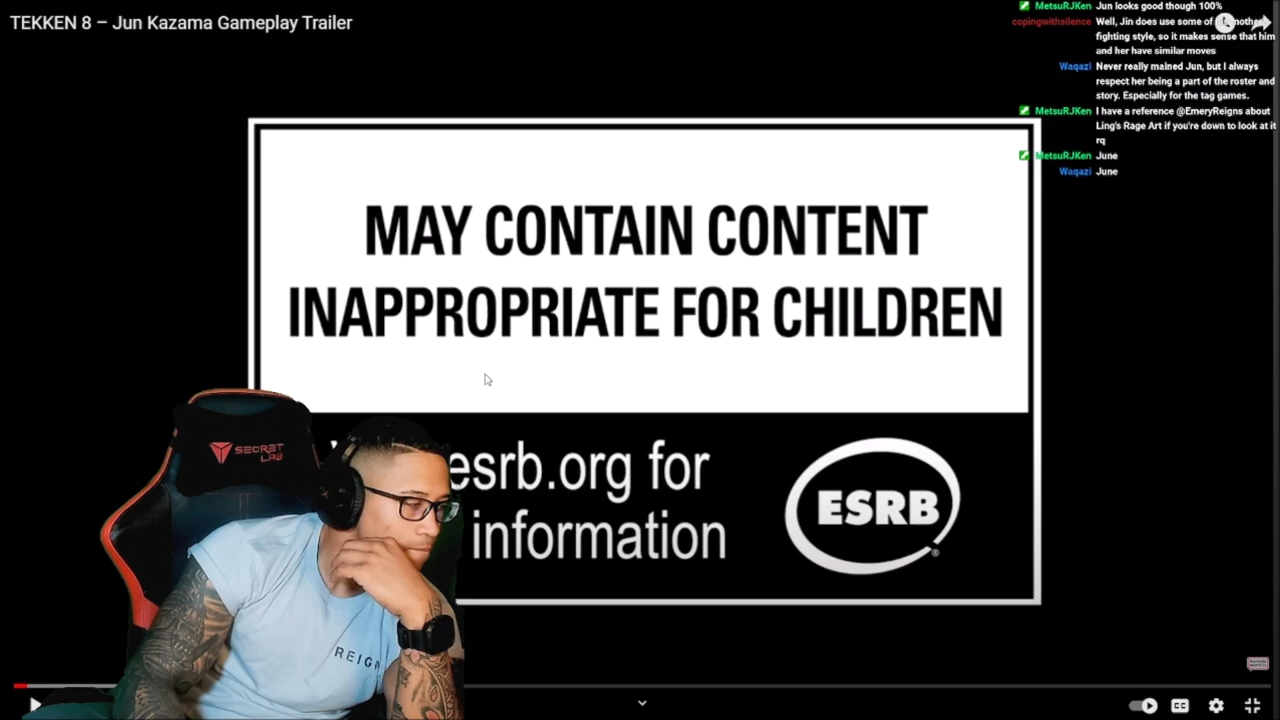 TEKKEN 8 – Jun Kazama Gameplay Trailer
MetsuRJKen Jun looks good though 100%
copingwithsilence Well, Jin does use some of
fighting style, so it makes sense that him
and her have similar moves
Waqazi Never really mained Jun, but I always
respect her being a part of the roster and
story. Especially for the tag games.
MetsuRJKen I have a reference @EmeryReigns about
Ling's Rage Art if you're down to look at it
rq
MetsuRJKen June
Waqazi June
MAY CONTAIN CONTENT
INAPPROPRIATE FOR CHILDREN
esrb.org for
information
ESRB
SECRET
LAB
REIGN
CC